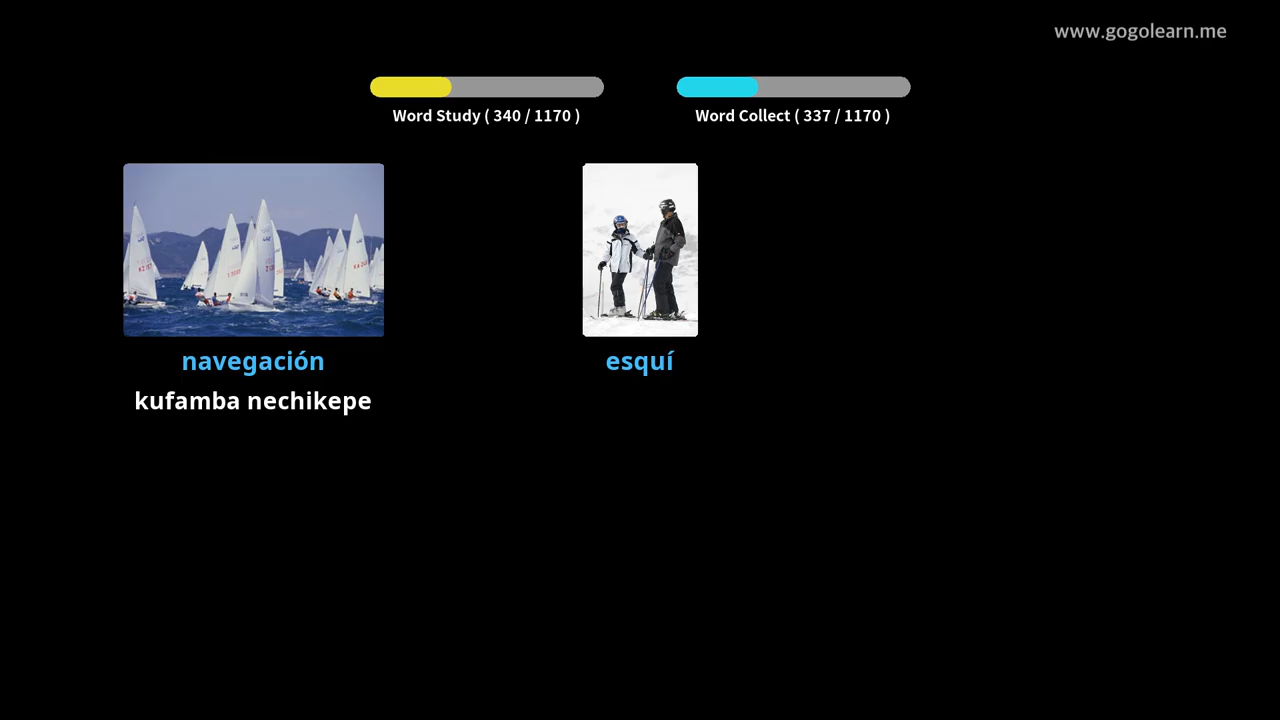 www.gogolearn.me
Word Study ( 340 / 1170 )
Word Collect ( 337 / 1170 )
navegación
esquí
kufamba nechikepe